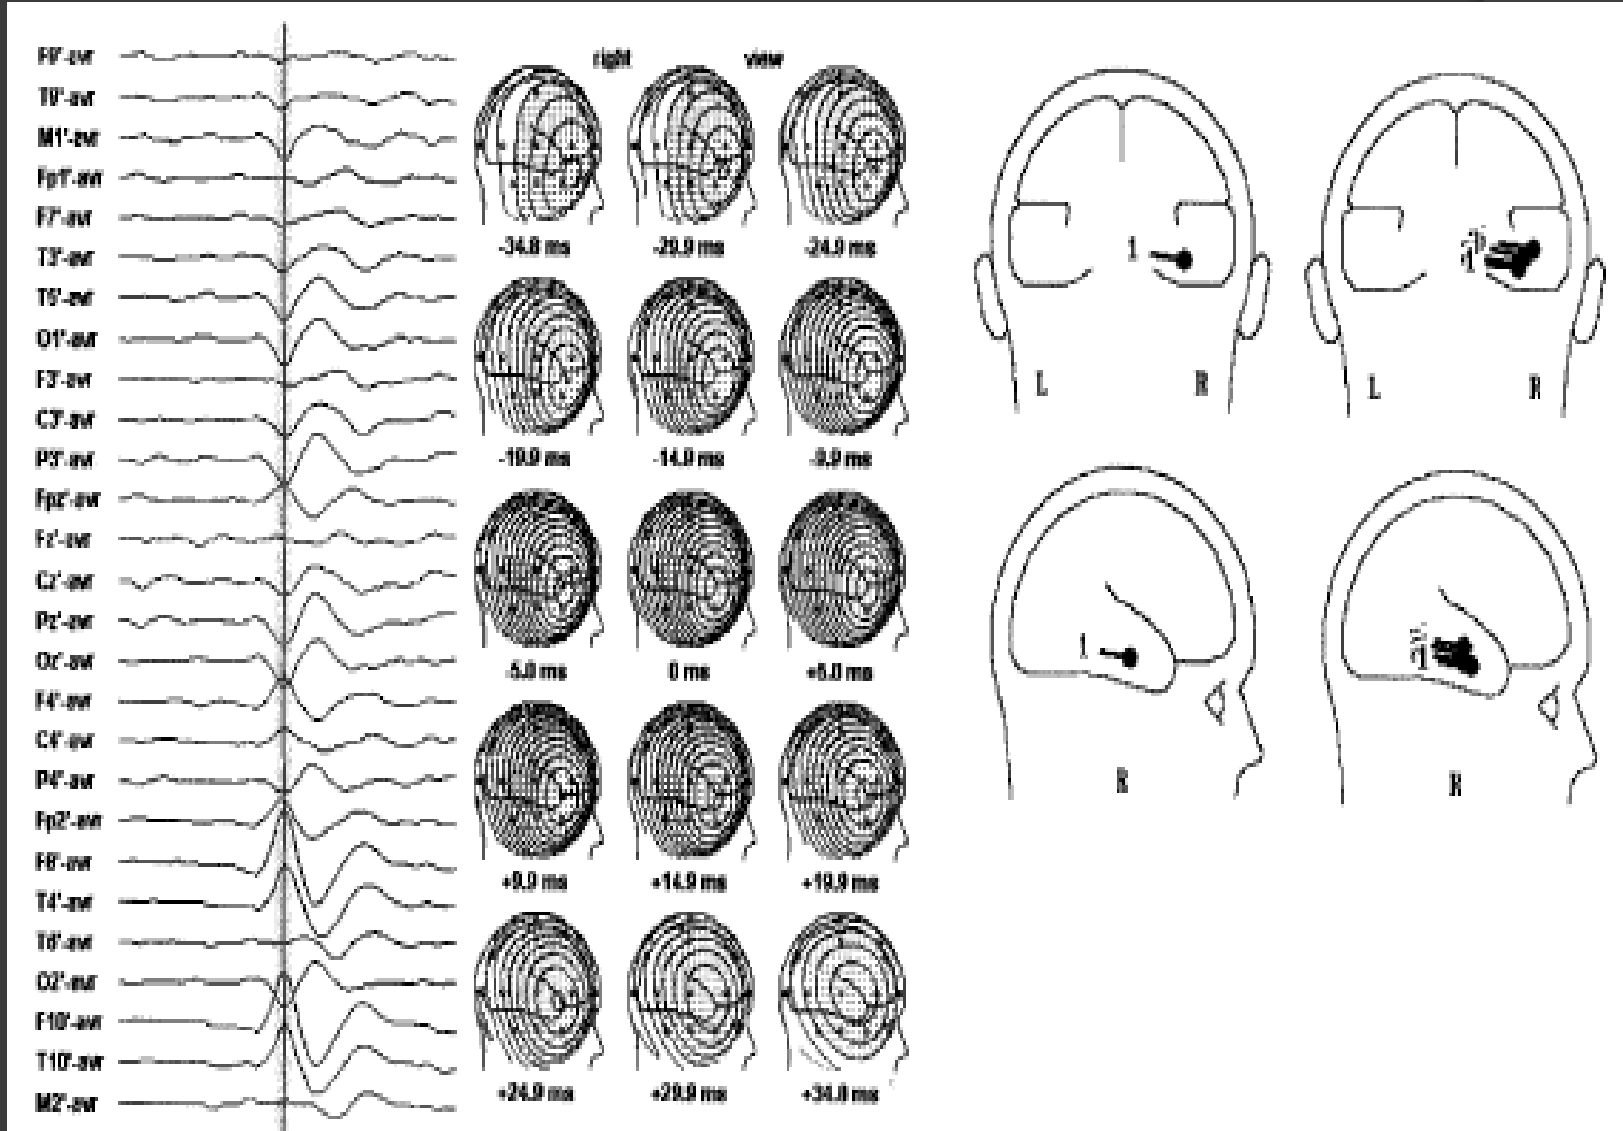 F9'-avr
T9'-avr
M1'-avr
Fp1'-avr
F7'-avr
T3'-avr
T5'-avr
O1'-avr
F3'-avr
C3'-avr
P3'-avr
Fpz'-avr
Fz'-avr
Cz'-avr
Pz'-avr
Oz'-avr
F4'-avr
C4'-avr
P4'-avr
Fp2'-avr
F8'-avr
T4'-avr
T6'-avr
O2'-avr
F10'-avr
T10'-avr
M2'-avr
right view
-34.8 ms -29.9 ms -24.9 ms
-19.9 ms -14.9 ms -9.9 ms
-5.0 ms 0 ms +5.0 ms
+9.9 ms +14.9 ms +19.9 ms
+24.9 ms +29.9 ms +34.8 ms
1
L R L R
1
R R